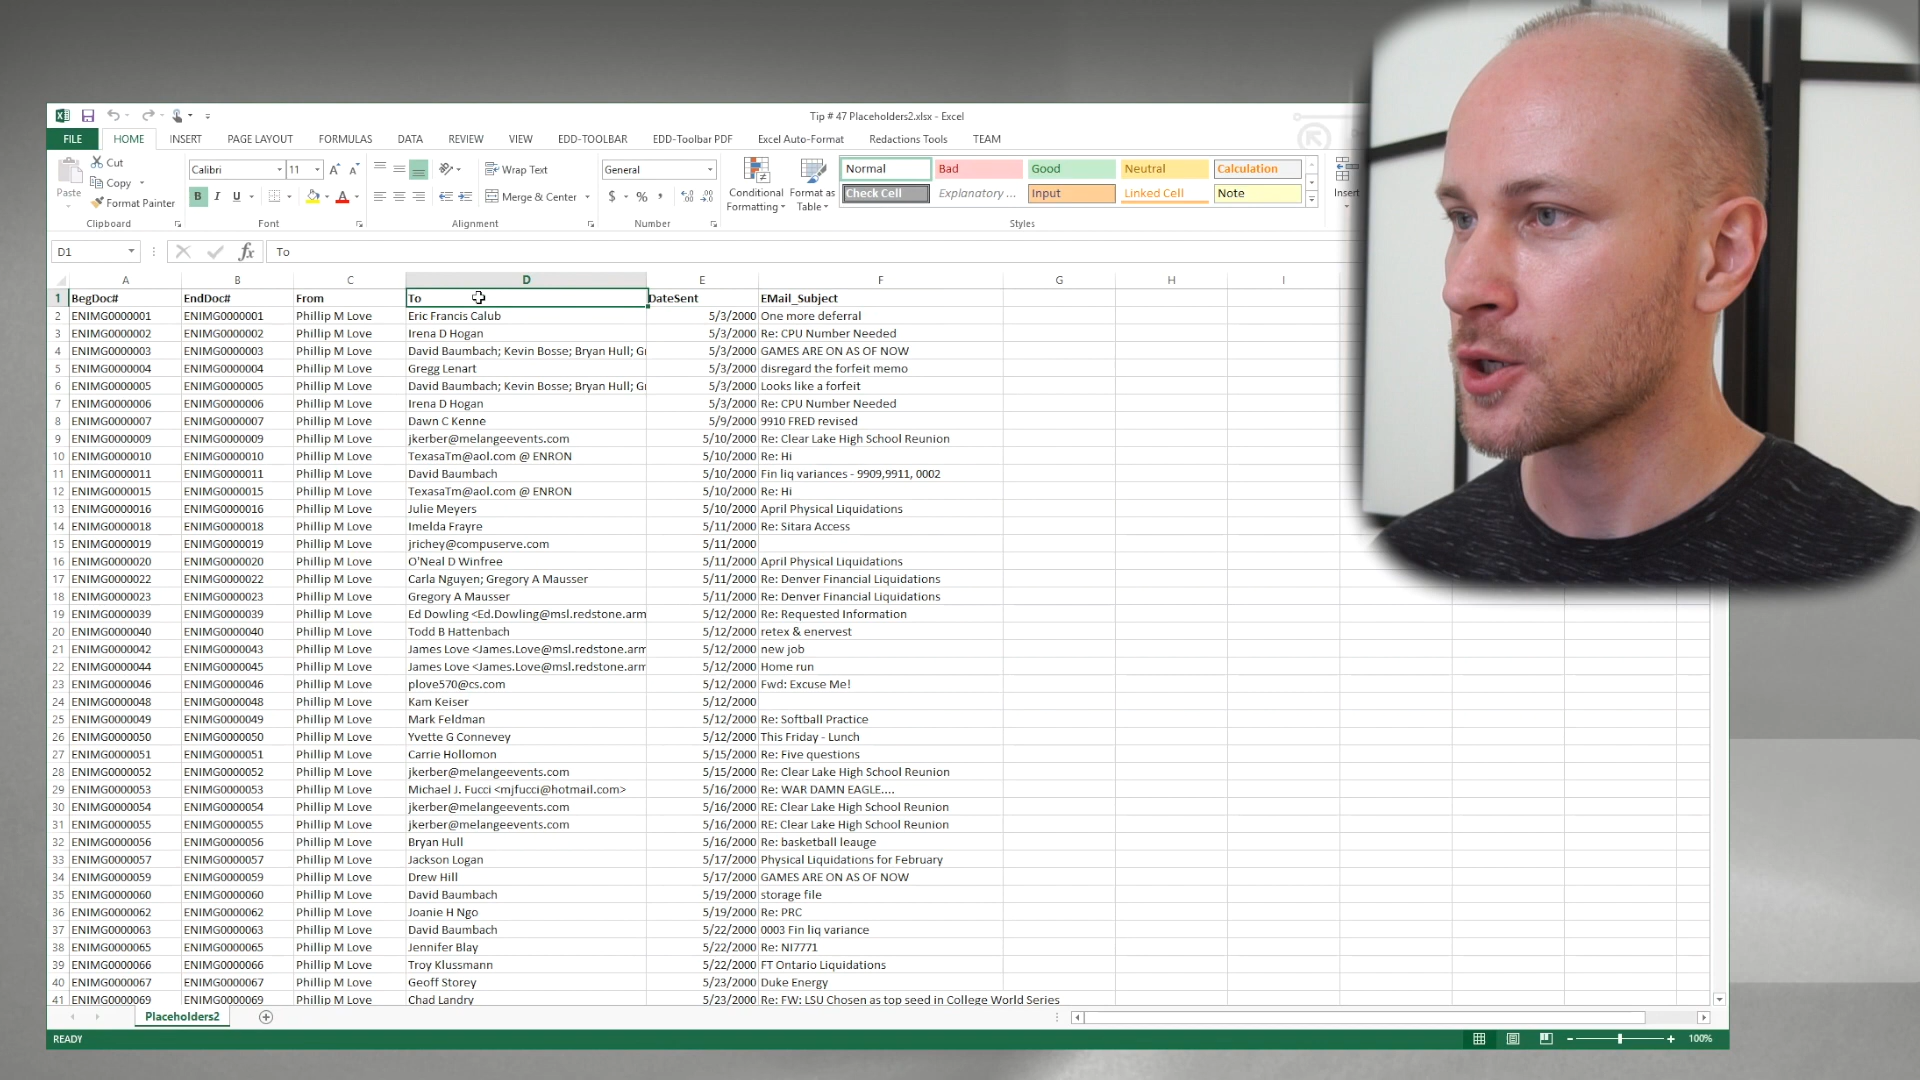 Tip # 47 Placeholders2.xlsx - Excel
FILE HOME INSERT PAGE LAYOUT FORMULAS DATA REVIEW VIEW EDD-TOOLBAR EDD-Toolbar PDF Excel Auto-Format Redactions Tools TEAM
Cut
Copy
Format Painter
Paste
Clipboard
Calibri 11
B I U
Font
Wrap Text
Merge & Center
Alignment
General
$ % ,
Number
Conditional Formatting
Format as Table
Normal Bad Good Neutral Calculation
Check Cell Explanatory ... Input Linked Cell Note
Styles
Insert
D1 fx To
A B C D E F G H I
1 BegDoc# EndDoc# From To DateSent EMail_Subject
2 ENIMG0000001 ENIMG0000001 Phillip M Love Eric Francis Calub 5/3/2000 One more deferral
3 ENIMG0000002 ENIMG0000002 Phillip M Love Irena D Hogan 5/3/2000 Re: CPU Number Needed
4 ENIMG0000003 ENIMG0000003 Phillip M Love David Baumbach; Kevin Bosse; Bryan Hull; Gr 5/3/2000 GAMES ARE ON AS OF NOW
5 ENIMG0000004 ENIMG0000004 Phillip M Love Gregg Lenart 5/3/2000 disregard the forfeit memo
6 ENIMG0000005 ENIMG0000005 Phillip M Love David Baumbach; Kevin Bosse; Bryan Hull; Gr 5/3/2000 Looks like a forfeit
7 ENIMG0000006 ENIMG0000006 Phillip M Love Irena D Hogan 5/3/2000 Re: CPU Number Needed
8 ENIMG0000007 ENIMG0000007 Phillip M Love Dawn C Kenne 5/9/2000 9910 FRED revised
9 ENIMG0000009 ENIMG0000009 Phillip M Love jkerber@melangeevents.com 5/10/2000 Re: Clear Lake High School Reunion
10 ENIMG0000010 ENIMG0000010 Phillip M Love TexasaTm@aol.com @ ENRON 5/10/2000 Re: Hi
11 ENIMG0000011 ENIMG0000011 Phillip M Love David Baumbach 5/10/2000 Fin liq variances - 9909,9911, 0002
12 ENIMG0000015 ENIMG0000015 Phillip M Love TexasaTm@aol.com @ ENRON 5/10/2000 Re: Hi
13 ENIMG0000016 ENIMG0000016 Phillip M Love Julie Meyers 5/10/2000 April Physical Liquidations
14 ENIMG0000018 ENIMG0000018 Phillip M Love Imelda Frayre 5/11/2000 Re: Sitara Access
15 ENIMG0000019 ENIMG0000019 Phillip M Love jrichey@compuserve.com 5/11/2000
16 ENIMG0000020 ENIMG0000020 Phillip M Love O'Neal D Winfree 5/11/2000 April Physical Liquidations
17 ENIMG0000022 ENIMG0000022 Phillip M Love Carla Nguyen; Gregory A Mausser 5/11/2000 Re: Denver Financial Liquidations
18 ENIMG0000023 ENIMG0000023 Phillip M Love Gregory A Mausser 5/11/2000 Re: Denver Financial Liquidations
19 ENIMG0000039 ENIMG0000039 Phillip M Love Ed Dowling <Ed.Dowling@msl.redstone.arm 5/12/2000 Re: Requested Information
20 ENIMG0000040 ENIMG0000040 Phillip M Love Todd B Hattenbach 5/12/2000 retex & enervest
21 ENIMG0000042 ENIMG0000043 Phillip M Love James Love <James.Love@msl.redstone.arm 5/12/2000 new job
22 ENIMG0000044 ENIMG0000045 Phillip M Love James Love <James.Love@msl.redstone.arm 5/12/2000 Home run
23 ENIMG0000046 ENIMG0000046 Phillip M Love plove570@cs.com 5/12/2000 Fwd: Excuse Me!
24 ENIMG0000048 ENIMG0000048 Phillip M Love Kam Keiser 5/12/2000
25 ENIMG0000049 ENIMG0000049 Phillip M Love Mark Feldman 5/12/2000 Re: Softball Practice
26 ENIMG0000050 ENIMG0000050 Phillip M Love Yvette G Connevey 5/12/2000 This Friday - Lunch
27 ENIMG0000051 ENIMG0000051 Phillip M Love Carrie Hollomon 5/15/2000 Re: Five questions
28 ENIMG0000052 ENIMG0000052 Phillip M Love jkerber@melangeevents.com 5/15/2000 Re: Clear Lake High School Reunion
29 ENIMG0000053 ENIMG0000053 Phillip M Love Michael J. Fucci <mjfucci@hotmail.com> 5/16/2000 Re: WAR DAMN EAGLE....
30 ENIMG0000054 ENIMG0000054 Phillip M Love jkerber@melangeevents.com 5/16/2000 RE: Clear Lake High School Reunion
31 ENIMG0000055 ENIMG0000055 Phillip M Love jkerber@melangeevents.com 5/16/2000 RE: Clear Lake High School Reunion
32 ENIMG0000056 ENIMG0000056 Phillip M Love Bryan Hull 5/16/2000 Re: basketball leauge
33 ENIMG0000057 ENIMG0000057 Phillip M Love Jackson Logan 5/17/2000 Physical Liquidations for February
34 ENIMG0000059 ENIMG0000059 Phillip M Love Drew Hill 5/17/2000 GAMES ARE ON AS OF NOW
35 ENIMG0000060 ENIMG0000060 Phillip M Love David Baumbach 5/19/2000 storage file
36 ENIMG0000062 ENIMG0000062 Phillip M Love Joanie H Ngo 5/19/2000 Re: PRC
37 ENIMG0000063 ENIMG0000063 Phillip M Love David Baumbach 5/22/2000 0003 Fin liq variance
38 ENIMG0000065 ENIMG0000065 Phillip M Love Jennifer Blay 5/22/2000 Re: NI7771
39 ENIMG0000066 ENIMG0000066 Phillip M Love Troy Klussmann 5/22/2000 FT Ontario Liquidations
40 ENIMG0000067 ENIMG0000067 Phillip M Love Geoff Storey 5/23/2000 Duke Energy
41 ENIMG0000069 ENIMG0000069 Phillip M Love Chad Landry 5/23/2000 Re: FW: LSU Chosen as top seed in College World Series
Placeholders2
READY 100%